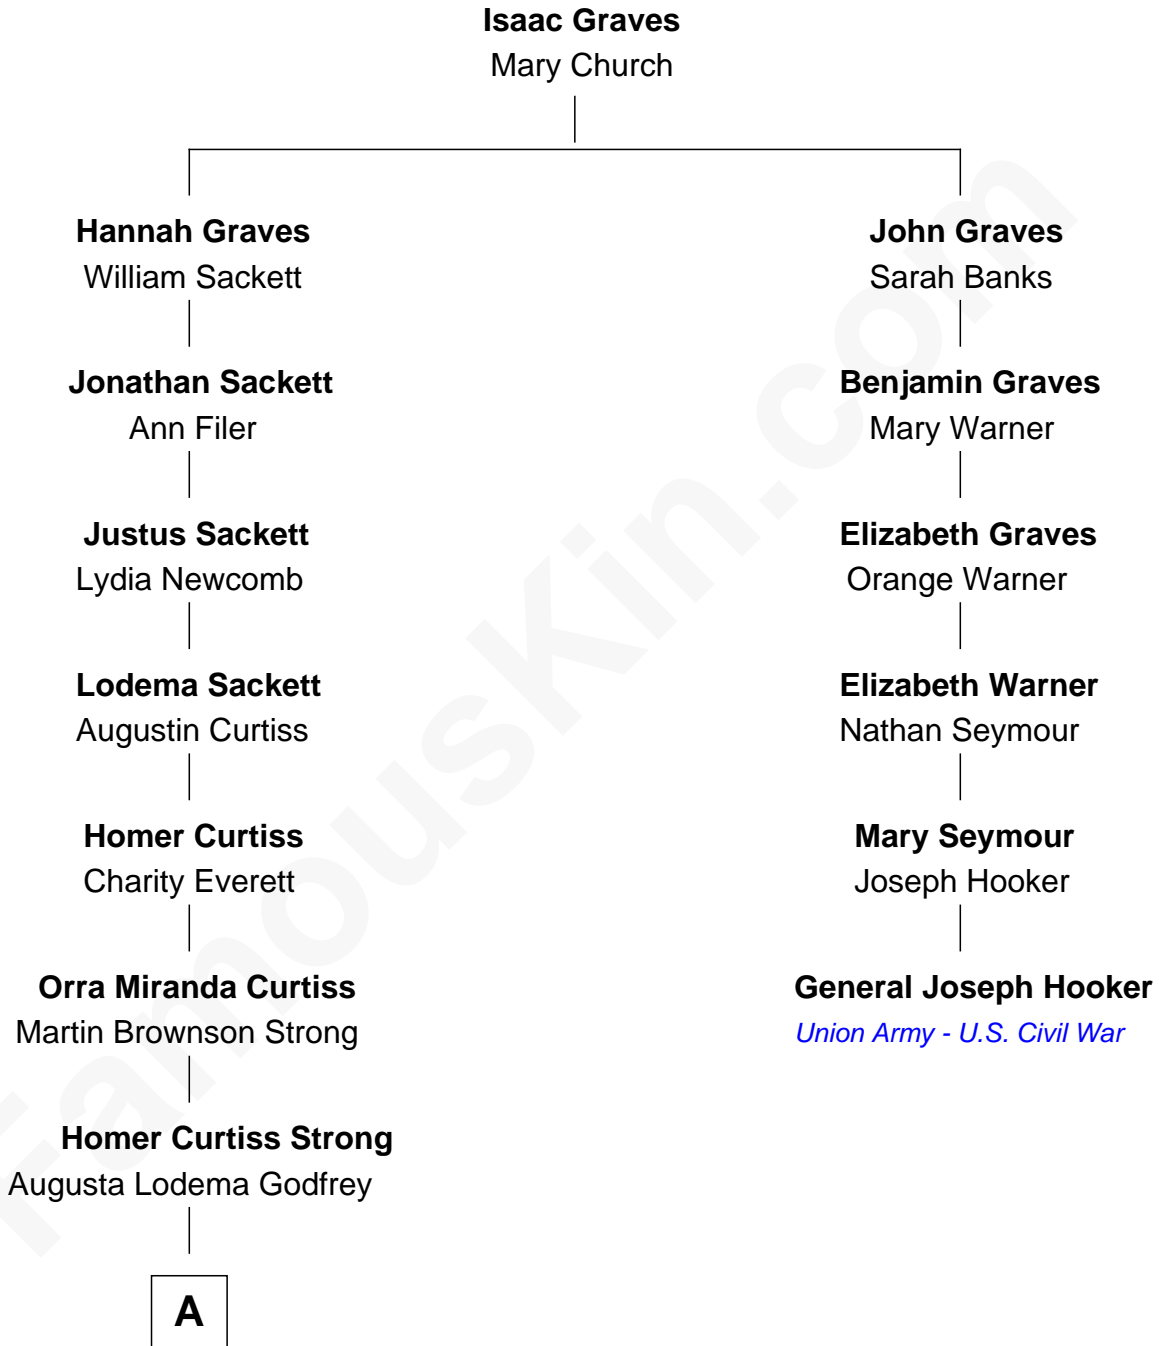 Isaac Graves
Mary Church
Hannah Graves
William Sackett
John Graves
Sarah Banks
Jonathan Sackett
Ann Filer
Benjamin Graves
Mary Warner
Justus Sackett
Lydia Newcomb
Elizabeth Graves
Orange Warner
Lodema Sackett
Augustin Curtiss
Elizabeth Warner
Nathan Seymour
Homer Curtiss
Charity Everett
Mary Seymour
Joseph Hooker
Orra Miranda Curtiss
Martin Brownson Strong
General Joseph Hooker
Union Army - U.S. Civil War
Homer Curtiss Strong
Augusta Lodema Godfrey
A
FamousKin.com